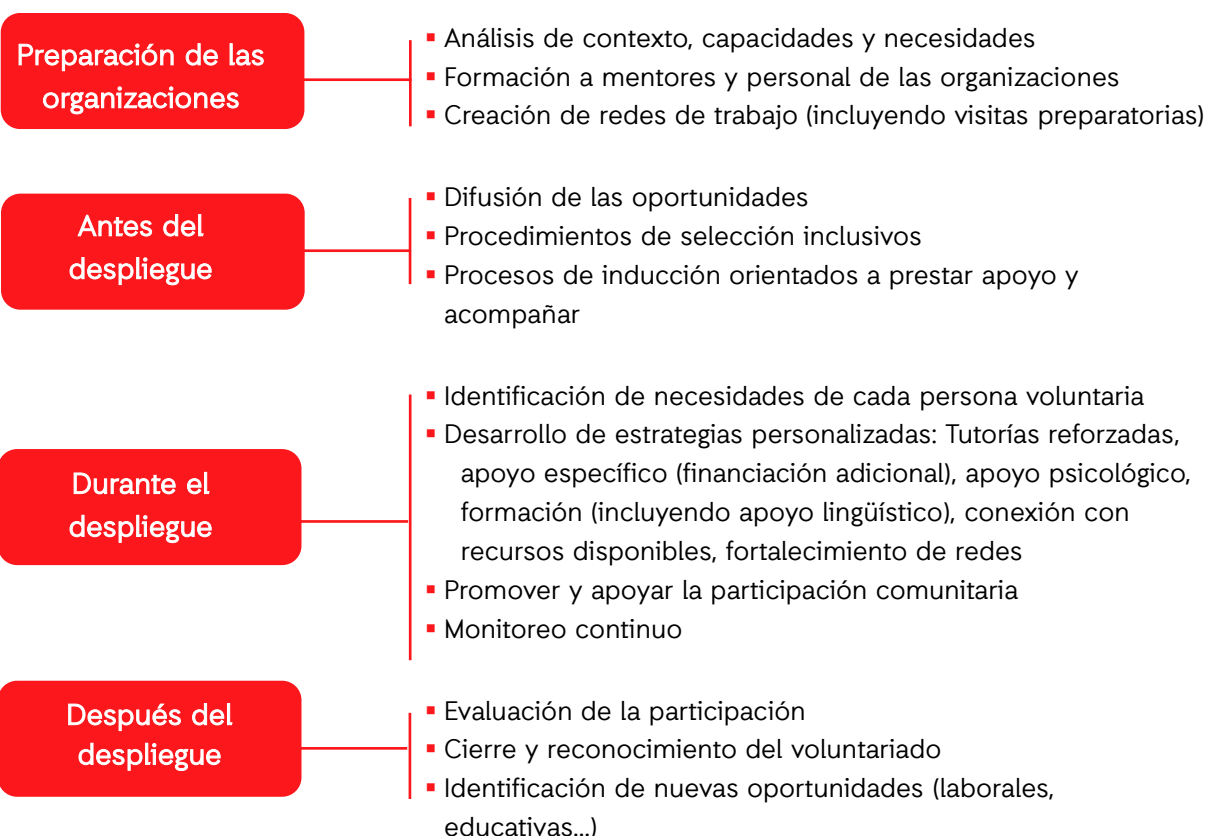 Preparación de las
organizaciones
▪ Análisis de contexto, capacidades y necesidades
▪ Formación a mentores y personal de las organizaciones
▪ Creación de redes de trabajo (incluyendo visitas preparatorias)
Antes del
despliegue
▪ Difusión de las oportunidades
▪ Procedimientos de selección inclusivos
▪ Procesos de inducción orientados a prestar apoyo y
acompañar
Durante el
despliegue
▪ Identificación de necesidades de cada persona voluntaria
▪ Desarrollo de estrategias personalizadas: Tutorías reforzadas,
apoyo específico (financiación adicional), apoyo psicológico,
formación (incluyendo apoyo lingüístico), conexión con
recursos disponibles, fortalecimiento de redes
▪ Promover y apoyar la participación comunitaria
▪ Monitoreo continuo
Después del
despliegue
▪ Evaluación de la participación
▪ Cierre y reconocimiento del voluntariado
▪ Identificación de nuevas oportunidades (laborales,
educativas...)